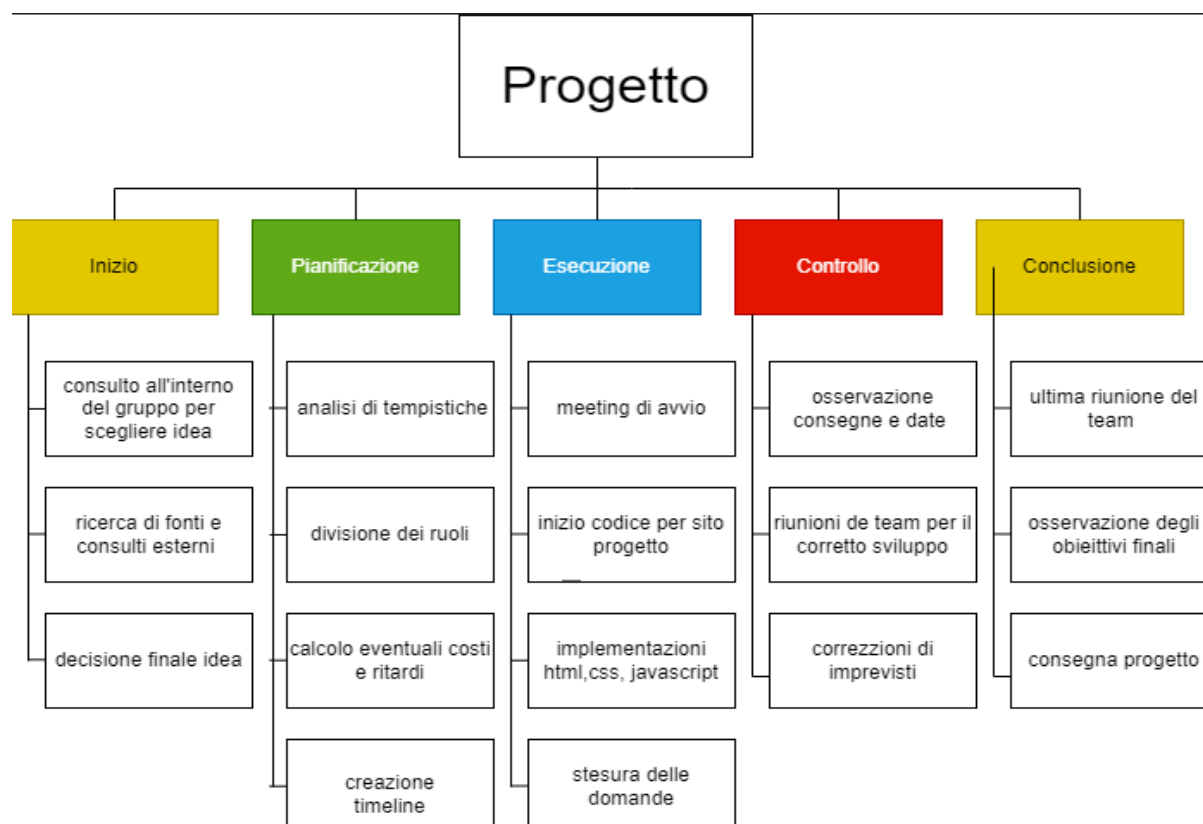 Progetto
Inizio
Pianificazione
Esecuzione
Controllo
Conclusione
consulto all'interno
del gruppo per
scegliere idea
ricerca di fonti e
consulti esterni
decisione finale idea
analisi di tempistiche
divisione dei ruoli
calcolo eventuali costi
e ritardi
creazione
timeline
meeting di avvio
inizio codice per sito
progetto
implementazioni
html,css, javascript
stesura delle
domande
osservazione
consegne e date
riunioni de team per il
corretto sviluppo
correzzioni di
imprevisti
ultima riunione del
team
osservazione degli
obieittivi finali
consegna progetto